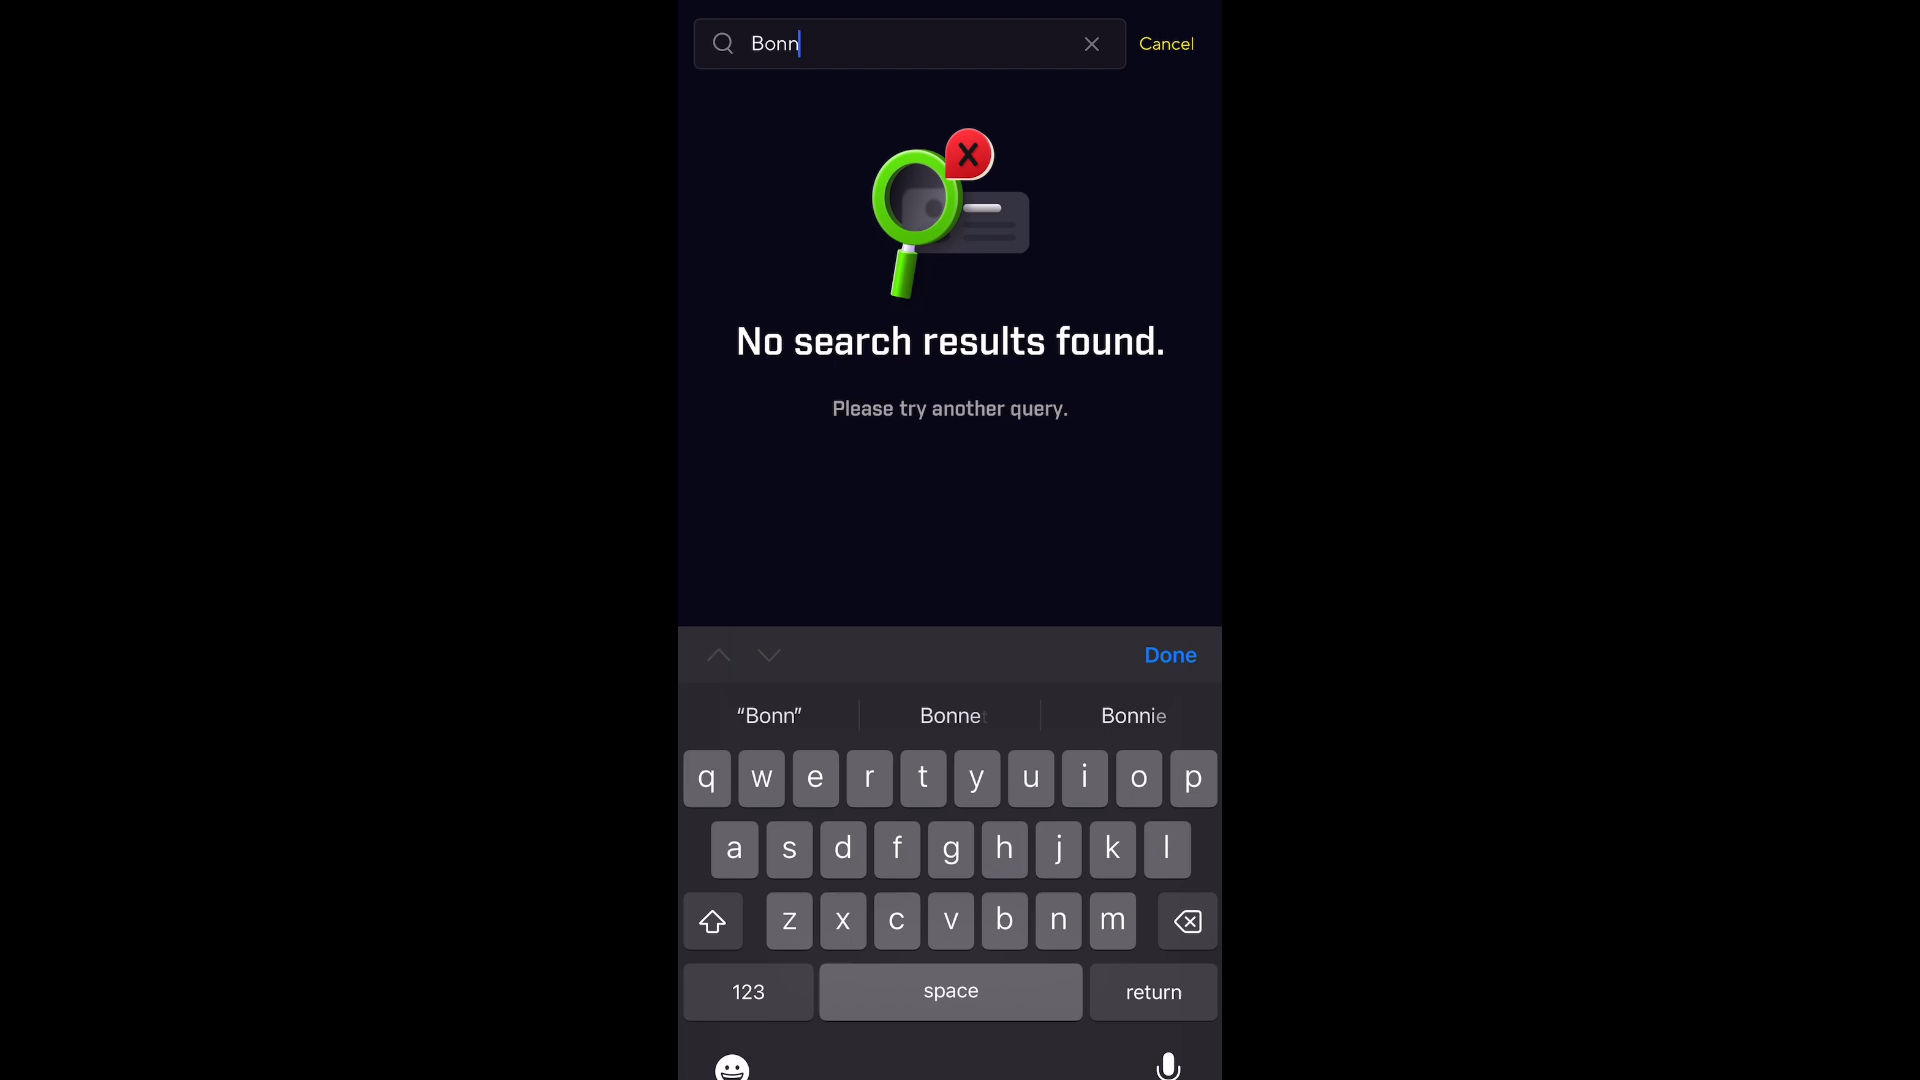 Bonn
Cancel
No search results found.
Please try another query.
Done
“Bonn” Bonnet Bonnie
q w e r t y u i o p
a s d f g h j k l
z x c v b n m
123 space return